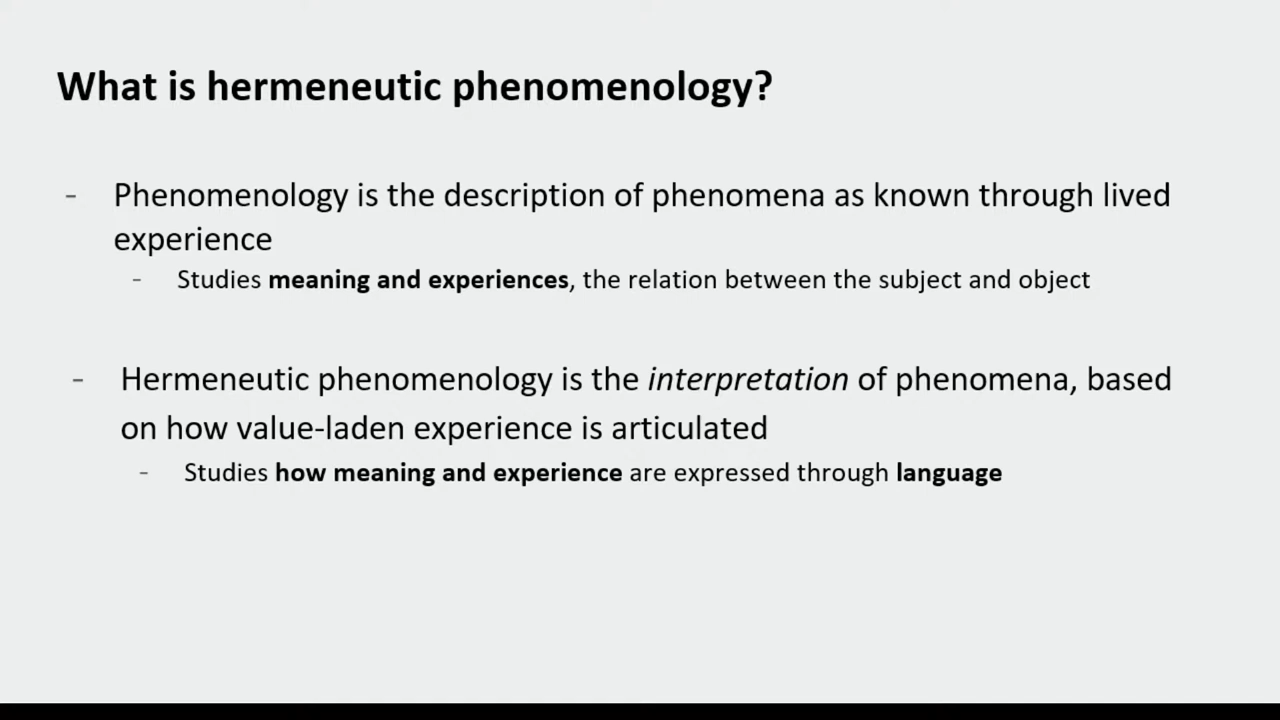 What is hermeneutic phenomenology?
- Phenomenology is the description of phenomena as known through lived
experience
- Studies meaning and experiences, the relation between the subject and object
- Hermeneutic phenomenology is the interpretation of phenomena, based
on how value-laden experience is articulated
- Studies how meaning and experience are expressed through language